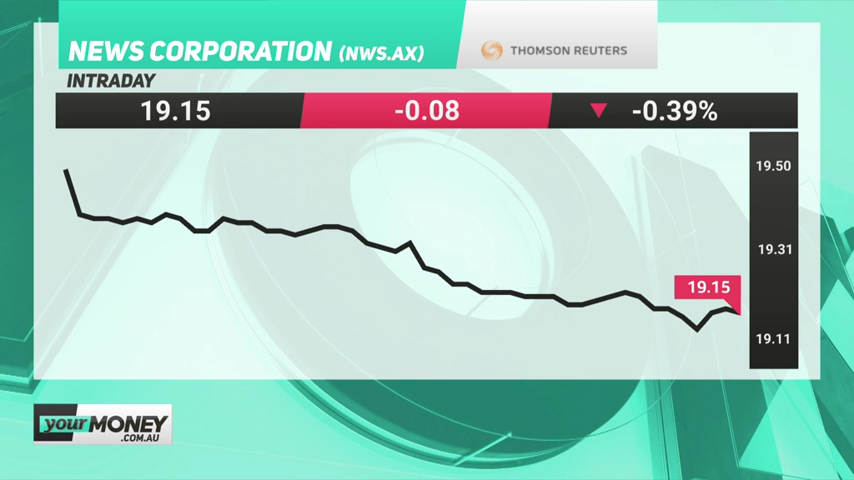 NEWS CORPORATION (NWS.AX)
THOMSON REUTERS
INTRADAY
19.15
-0.08
-0.39%
19.50
19.31
19.15
19.11
yourMONEY
.COM.AU